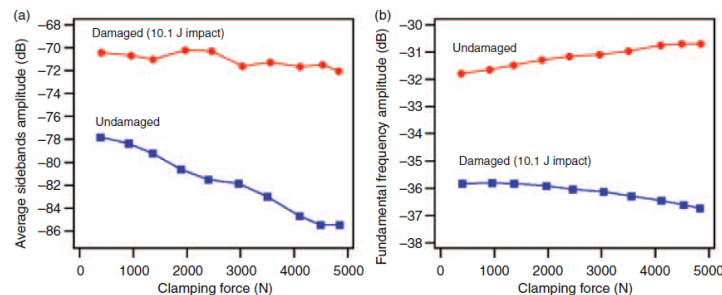 (a)
Average sidebands amplitude (dB)
−68
−70
−72
−74
−76
−78
−80
−82
−84
−86
Damaged (10.1 J impact)
Undamaged
0 1000 2000 3000 4000 5000
Clamping force (N)
(b)
Fundamental frequency amplitude (dB)
−30
−31
−32
−33
−34
−35
−36
−37
−38
Undamaged
Damaged (10.1 J impact)
0 1000 2000 3000 4000 5000
Clamping force (N)